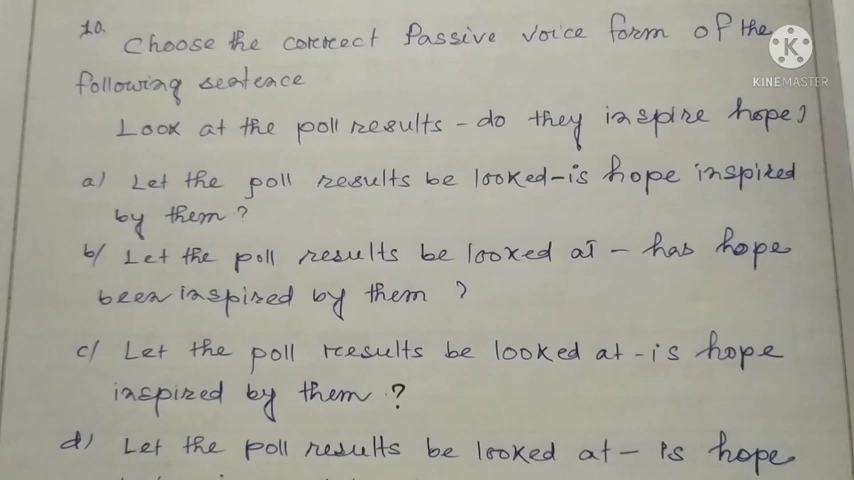 10.
Choose the correct Passive voice form of the
K
KINEMASTER
following sentence
Look at the poll results - do they inspire hope?
a) Let the poll results be looked-is hope inspired
by them?
b) Let the poll results be looked at - has hope
been inspired by them ?
c) Let the poll results be looked at - is hope
inspired by them ?
d) Let the poll results be looked at - is hope